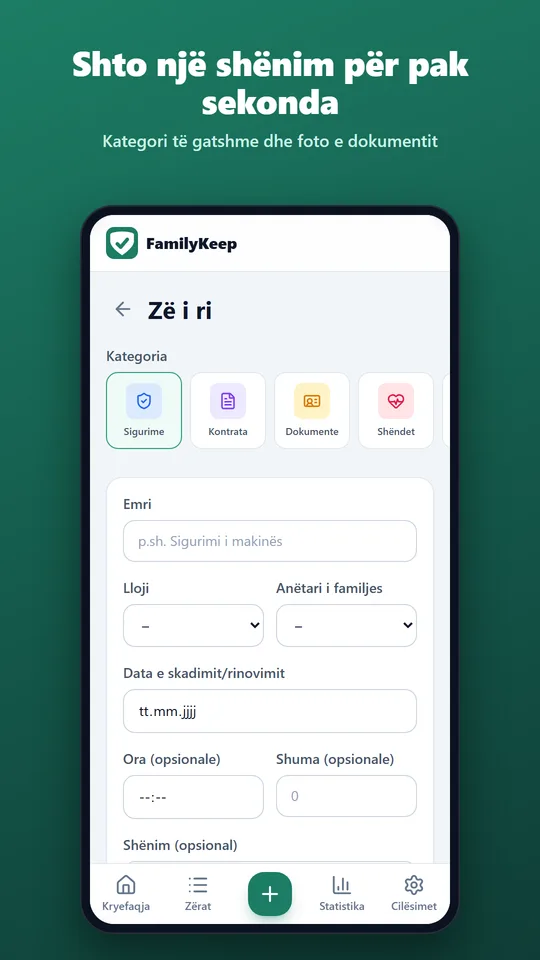 Shto një shënim për pak
sekonda
Kategori të gatshme dhe foto e dokumentit
FamilyKeep
Zë i ri
Kategoria
Sigurime
Kontrata
Dokumente
Shëndet
Emri
p.sh. Sigurimi i makinës
Lloji
Anëtari i familjes
–
–
Data e skadimit/rinovimit
tt.mm.jjjj
Ora (opsionale)
Shuma (opsionale)
--:--
0
Shënim (opsional)
Kryefaqja
Zërat
Statistika
Cilësimet